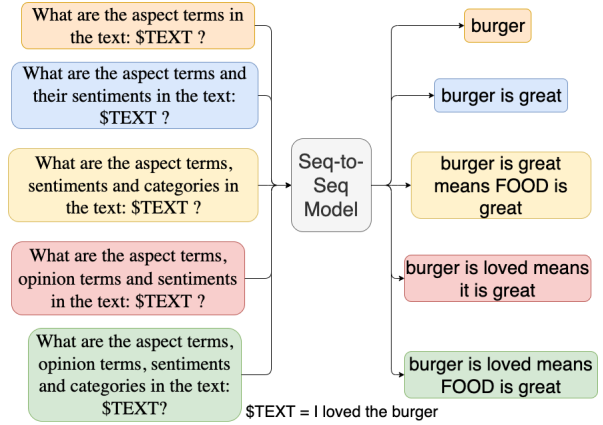 What are the aspect terms in
the text: $TEXT ?
What are the aspect terms and
their sentiments in the text:
$TEXT ?
What are the aspect terms,
sentiments and categories in
the text: $TEXT ?
What are the aspect terms,
opinion terms and sentiments
in the text: $TEXT ?
What are the aspect terms,
opinion terms, sentiments
and categories in the text:
$TEXT?
Seq-to-
Seq
Model
burger
burger is great
burger is great
means FOOD is
great
burger is loved means
it is great
burger is loved means
FOOD is great
$TEXT = I loved the burger